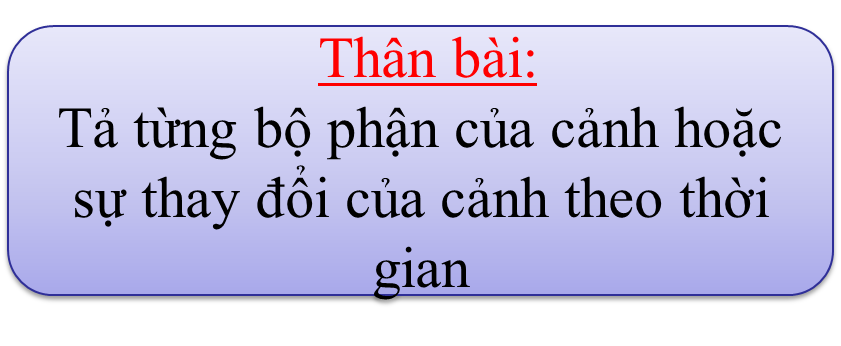 Thân bài:
Tả từng bộ phận của cảnh hoặc
sự thay đổi của cảnh theo thời
gian